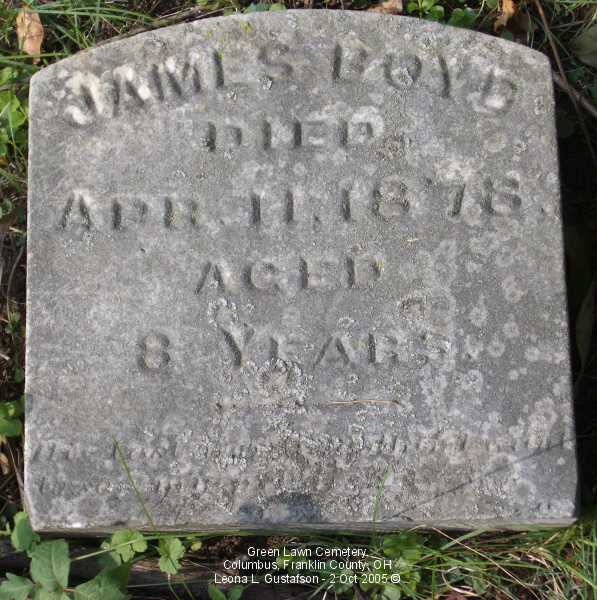 JAMES BOYD
DIED
APR. 11, 1876.
AGED
8 YEARS.
Green Lawn Cemetery
Columbus, Franklin County, OH
Leona L. Gustafson - 2 Oct 2005 ©